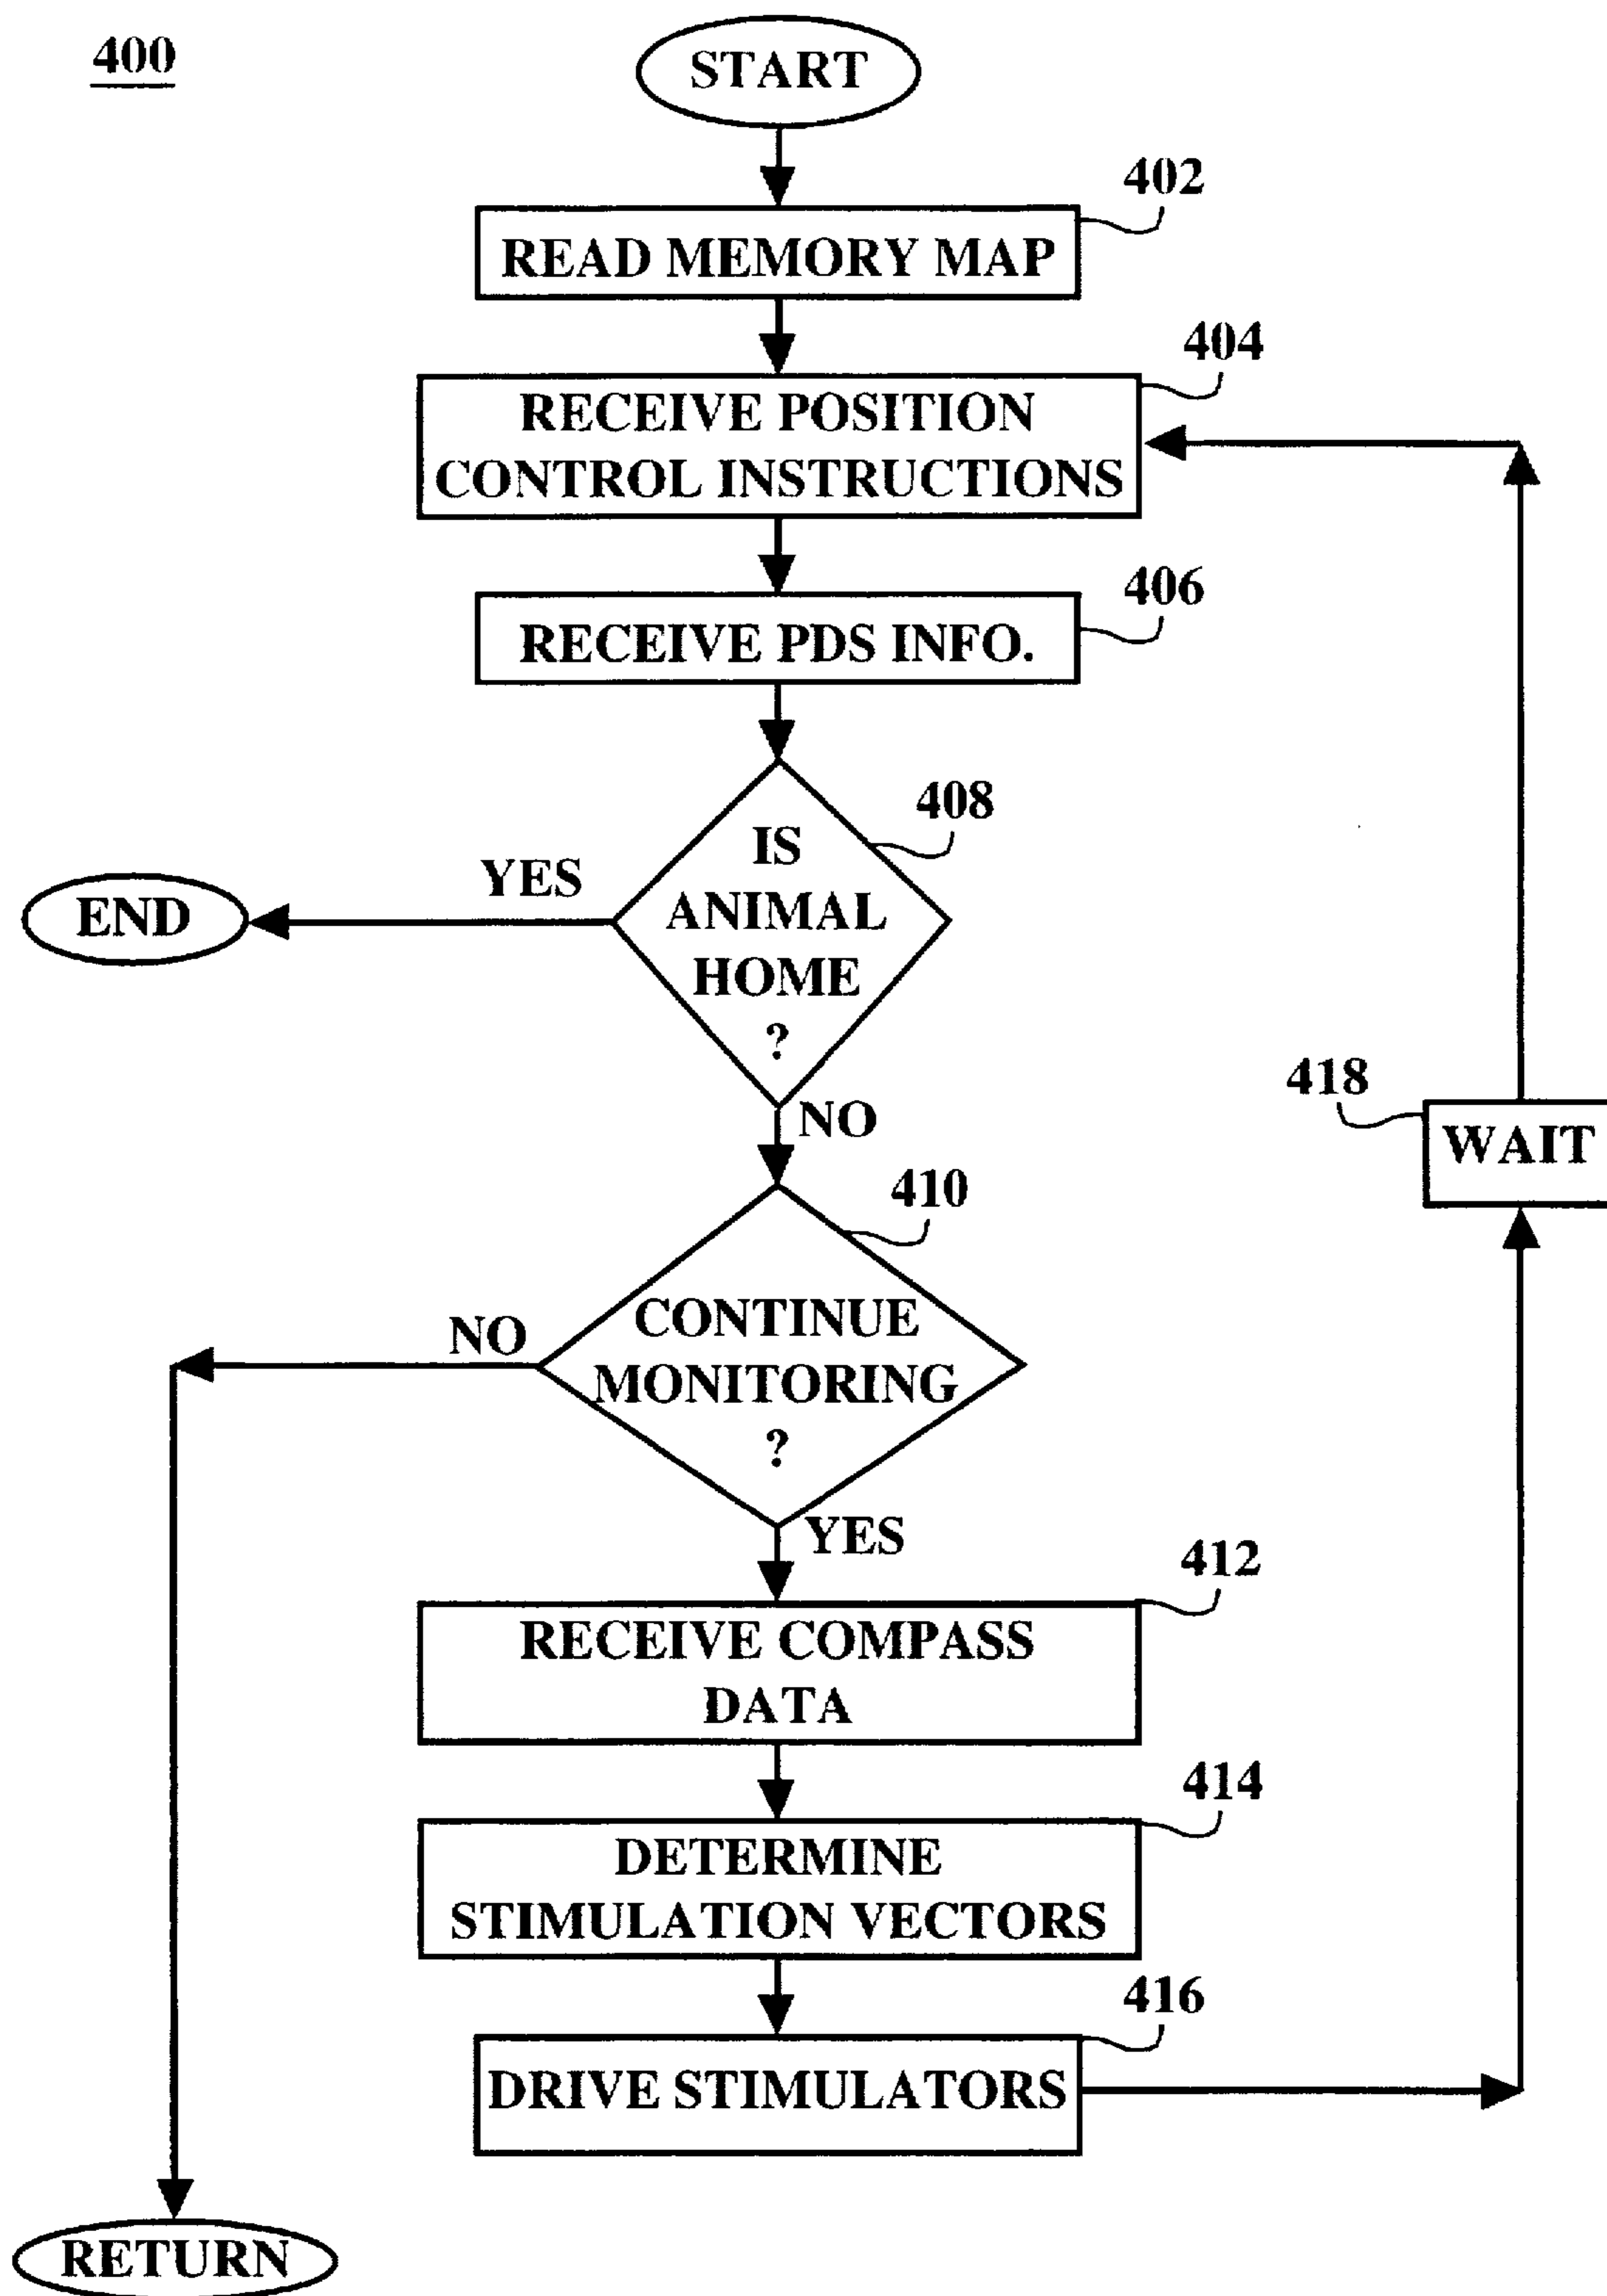 400
START
402
READ MEMORY MAP
404
RECEIVE POSITION
CONTROL INSTRUCTIONS
406
RECEIVE PDS INFO.
408
IS
ANIMAL
HOME
?
YES
END
NO
418
WAIT
410
CONTINUE
MONITORING
?
NO
YES
412
RECEIVE COMPASS
DATA
414
DETERMINE
STIMULATION VECTORS
416
DRIVE STIMULATORS
RETURN